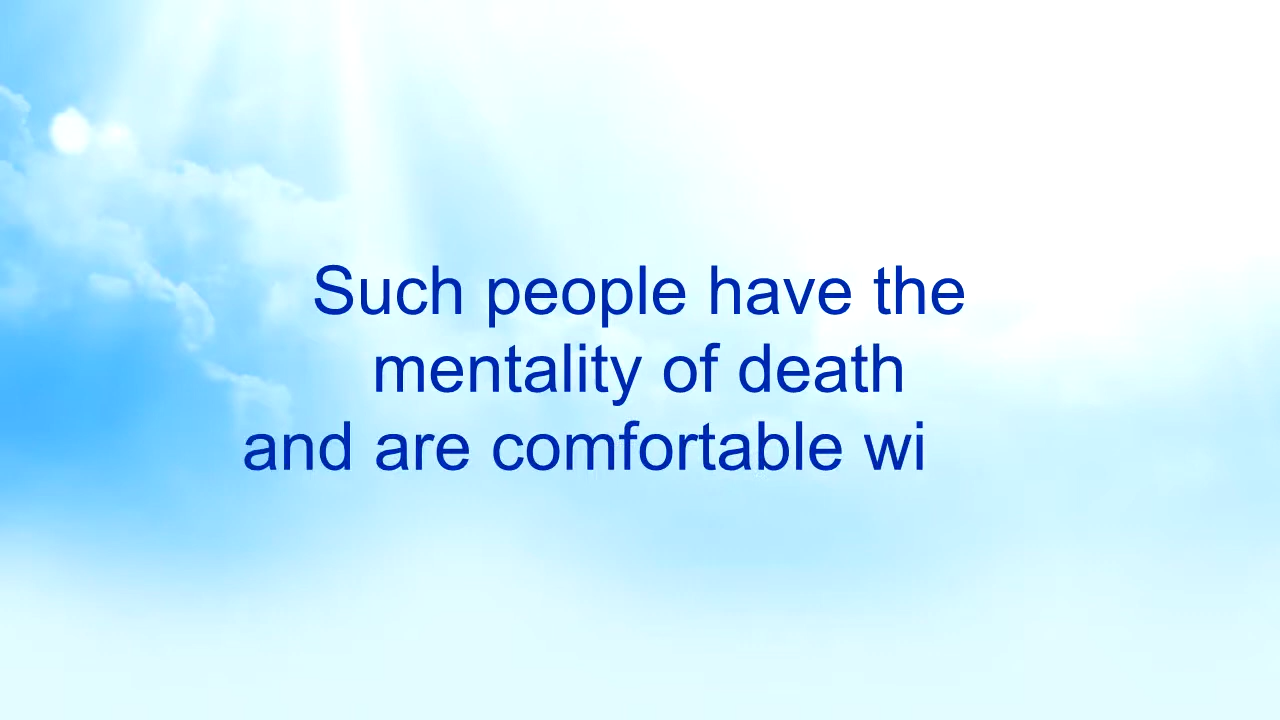 Such people have the
mentality of death
and are comfortable wi